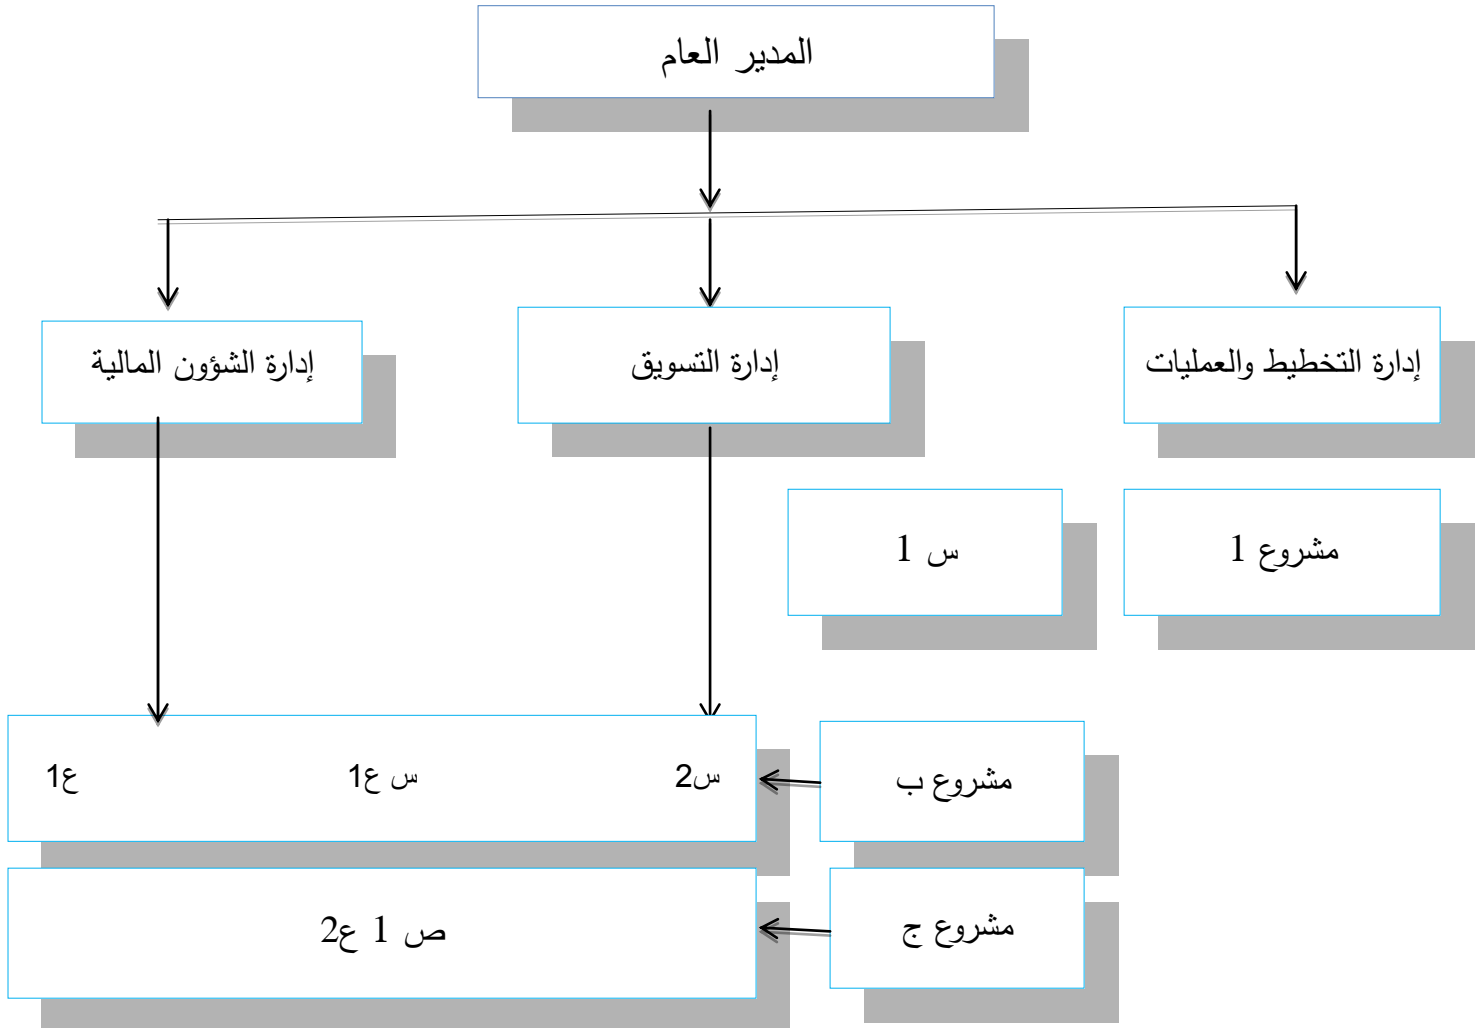 المدير العام
إدارة التخطيط والعمليات
إدارة التسويق
إدارة الشؤون المالية
مشروع 1
س 1
مشروع ب
س2 س ع1 ع1
مشروع ج
ص 1 ع2